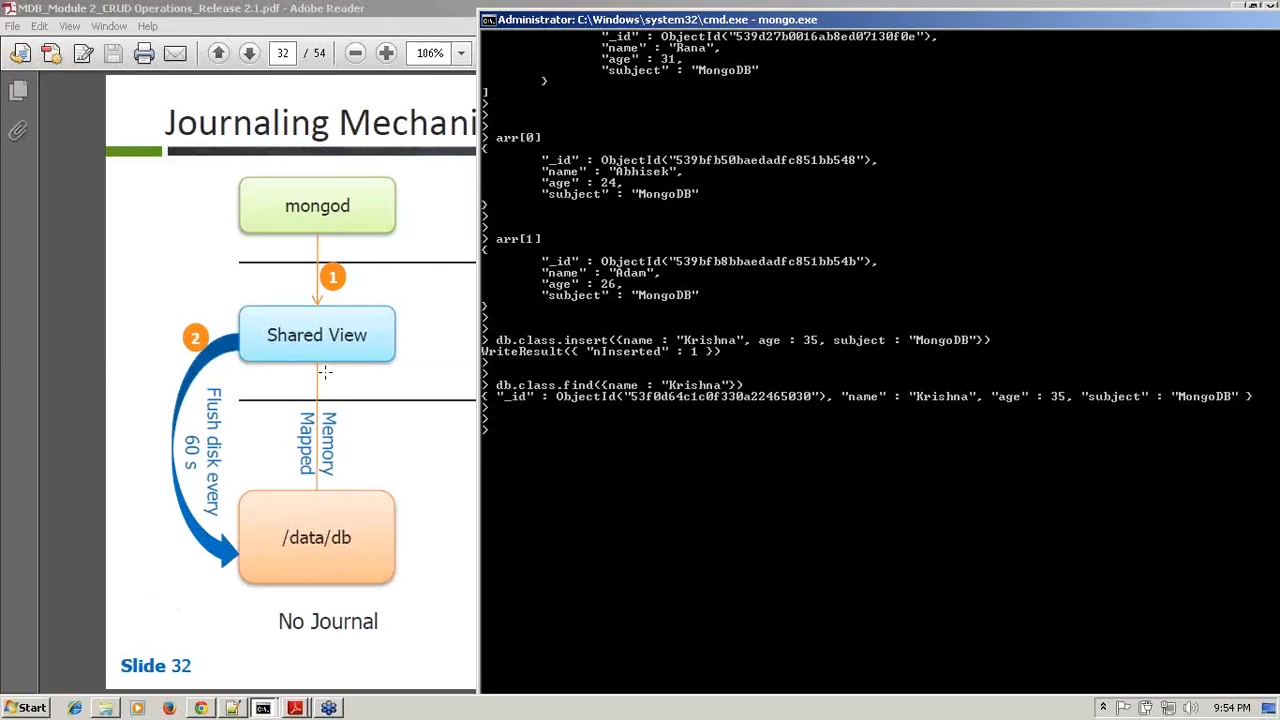 MDB_Module 2_CRUD Operations_Release 2.1.pdf - Adobe Reader
File Edit View Window Help
32 / 54
106%
Journaling Mechani
mongod
1
Shared View
2
Flush disk every
60 s
Memory
Mapped
/data/db
No Journal
Slide 32
Administrator: C:\Windows\system32\cmd.exe - mongo.exe
"_id" : ObjectId("539d27b0016ab8ed07130f0e"),
"name" : "Rana",
"age" : 31,
"subject" : "MongoDB"
}
]
>
>
>
> arr[0]
{
"_id" : ObjectId("539bfb50baedadfc851bb548"),
"name" : "Abhisek",
"age" : 24,
"subject" : "MongoDB"
}
>
>
> arr[1]
{
"_id" : ObjectId("539bfb8bbaedadfc851bb54b"),
"name" : "Adam",
"age" : 26,
"subject" : "MongoDB"
}
>
>
> db.class.insert({name : "Krishna", age : 35, subject : "MongoDB"})
WriteResult({ "nInserted" : 1 })
>
>
> db.class.find({name : "Krishna"})
{ "_id" : ObjectId("53f0d64c1c0f330a22465030"), "name" : "Krishna", "age" : 35, "subject" : "MongoDB" }
>
>
>
Start
9:54 PM